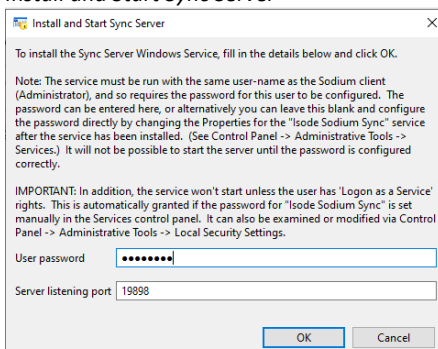 Install and Start Sync Server
Install and Start Sync Server
To install the Sync Server Windows Service, fill in the details below and click OK.
Note: The service must be run with the same user-name as the Sodium client
(Administrator), and so requires the password for this user to be configured. The
password can be entered here, or alternatively you can leave this blank and configure
the password directly by changing the Properties for the "Isode Sodium Sync" service
after the service has been installed. (See Control Panel -> Administrative Tools ->
Services.) It will not be possible to start the server until the password is configured
correctly.
IMPORTANT: In addition, the service won't start unless the user has 'Logon as a Service'
rights. This is automatically granted if the password for "Isode Sodium Sync" is set
manually in the Services control panel. It can also be examined or modified via Control
Panel -> Administrative Tools -> Local Security Settings.
User password ●●●●●●●●
Server listening port 19898
OK Cancel